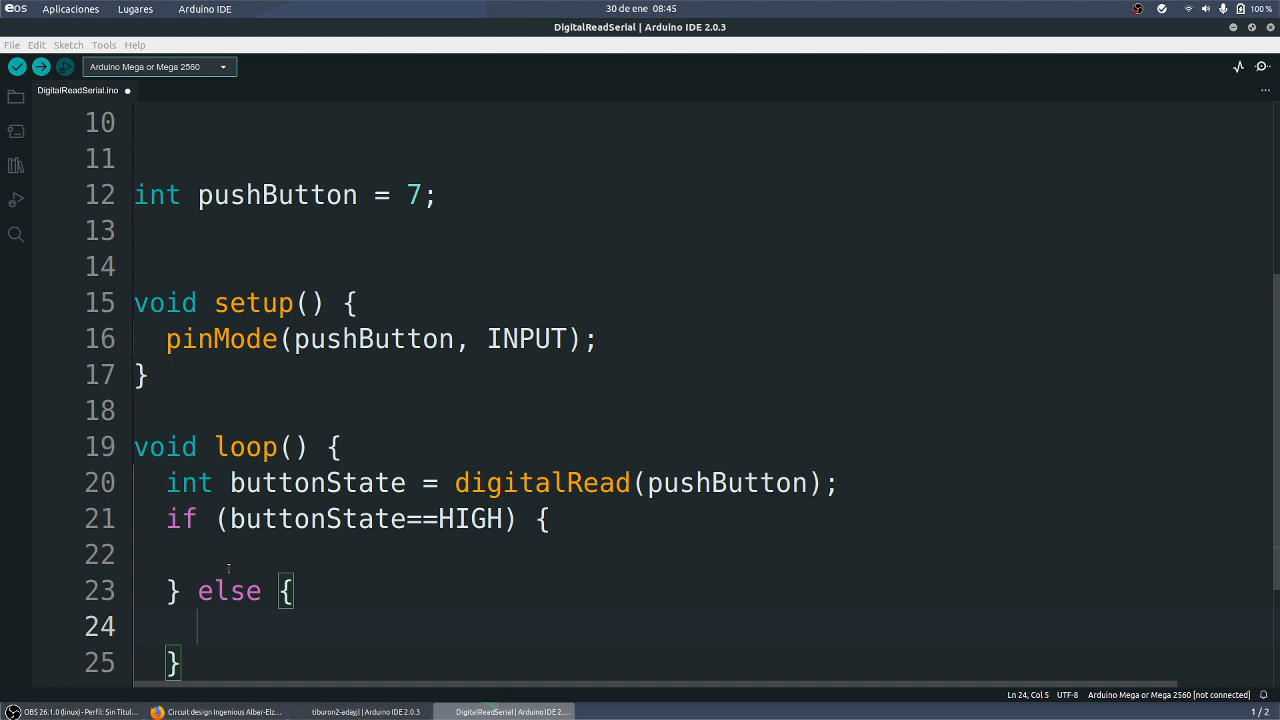 eos Aplicaciones Lugares Arduino IDE 30 de ene 08:45 100 %
DigitalReadSerial | Arduino IDE 2.0.3
File Edit Sketch Tools Help
Arduino Mega or Mega 2560
DigitalReadSerial.ino
10
11
12 int pushButton = 7;
13
14
15 void setup() {
16 pinMode(pushButton, INPUT);
17 }
18
19 void loop() {
20 int buttonState = digitalRead(pushButton);
21 if (buttonState==HIGH) {
22
23 } else {
24
25 }
Ln 24, Col 5 UTF-8 Arduino Mega or Mega 2560 [not connected]
OBS 26.1.0 (linux) - Perfil: Sin Titul... Circuit design Ingenious Albar-Elz... tiburon2-adayjl | Arduino IDE 2.0.3 DigitalReadSerial | Arduino IDE 2.... 1 / 2